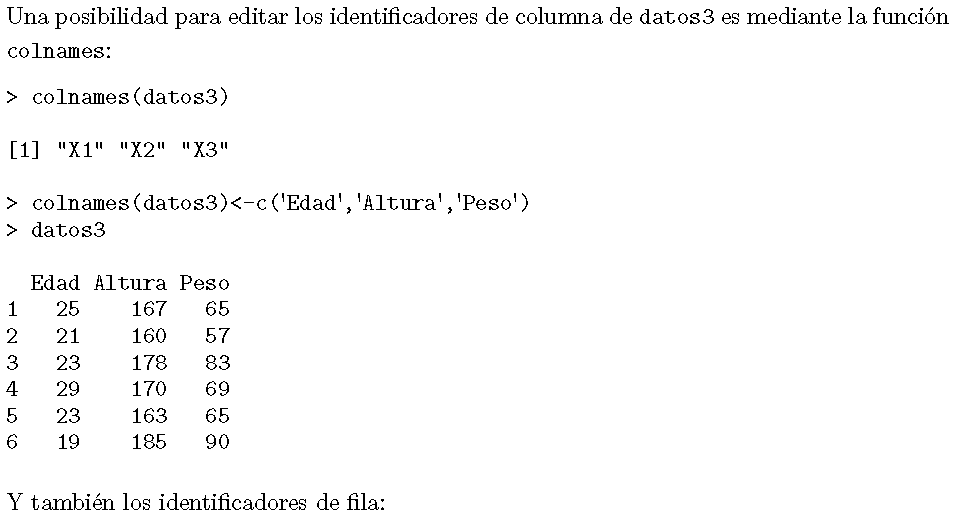 Una posibilidad para editar los identificadores de columna de datos3 es mediante la función
colnames:
> colnames(datos3)
[1] "X1" "X2" "X3"
> colnames(datos3)<-c('Edad','Altura','Peso')
> datos3
  Edad Altura Peso
1   25    167   65
2   21    160   57
3   23    178   83
4   29    170   69
5   23    163   65
6   19    185   90
Y también los identificadores de fila: